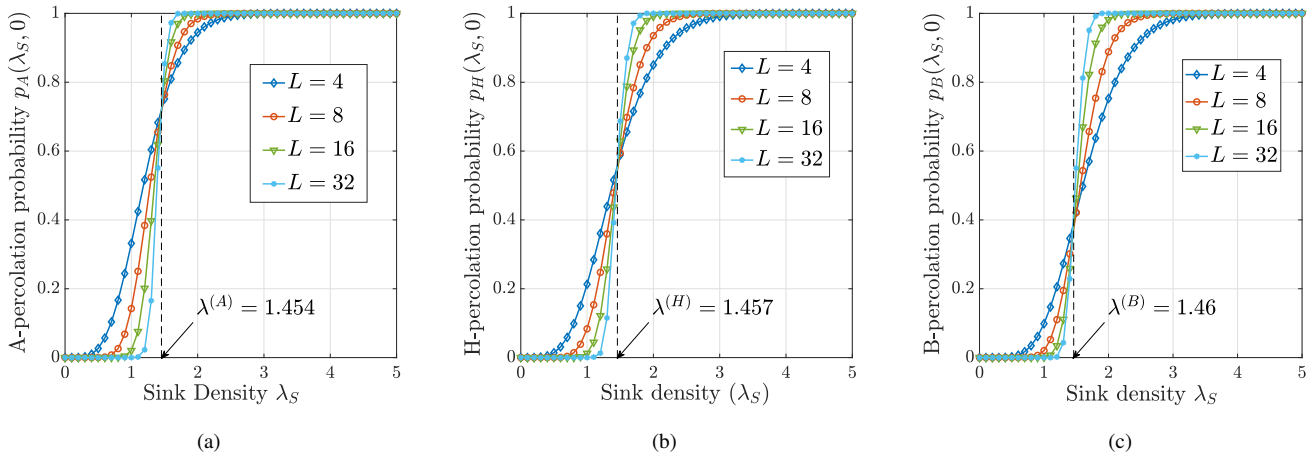 A-percolation probability p_A(λ_S, 0)
1
0.8
0.6
0.4
0.2
0
0 1 2 3 4 5
L = 4
L = 8
L = 16
L = 32
λ^(A) = 1.454
Sink Density λ_S
(a)
H-percolation probability p_H(λ_S, 0)
1
0.8
0.6
0.4
0.2
0
0 1 2 3 4 5
L = 4
L = 8
L = 16
L = 32
λ^(H) = 1.457
Sink density (λ_S)
(b)
B-percolation probability p_B(λ_S, 0)
1
0.8
0.6
0.4
0.2
0
0 1 2 3 4 5
L = 4
L = 8
L = 16
L = 32
λ^(B) = 1.46
Sink density λ_S
(c)